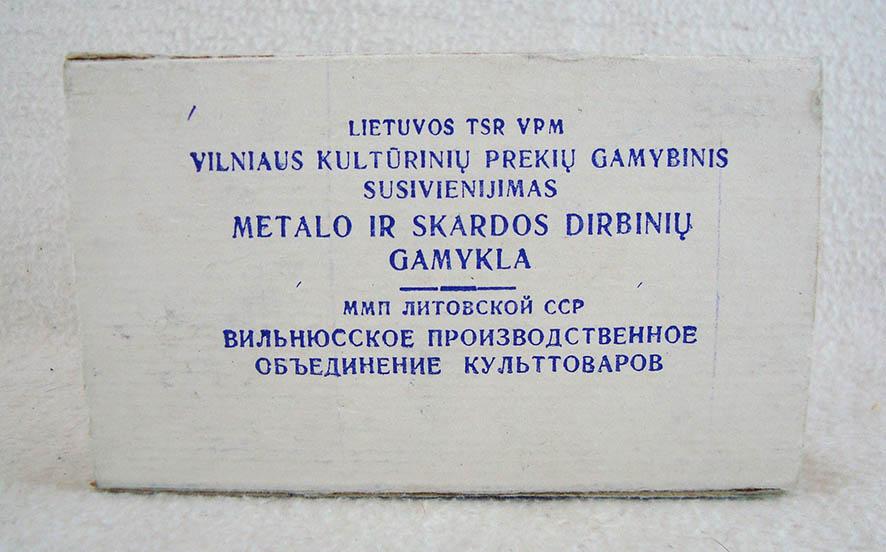 LIETUVOS TSR VPM
VILNIAUS KULTŪRINIŲ PREKIŲ GAMYBINIS
SUSIVIENIJIMAS
METALO IR SKARDOS DIRBINIŲ
GAMYKLA
ММП ЛИТОВСКОЙ ССР
ВИЛЬНЮССКОЕ ПРОИЗВОДСТВЕННОЕ
ОБЪЕДИНЕНИЕ КУЛЬТТОВАРОВ